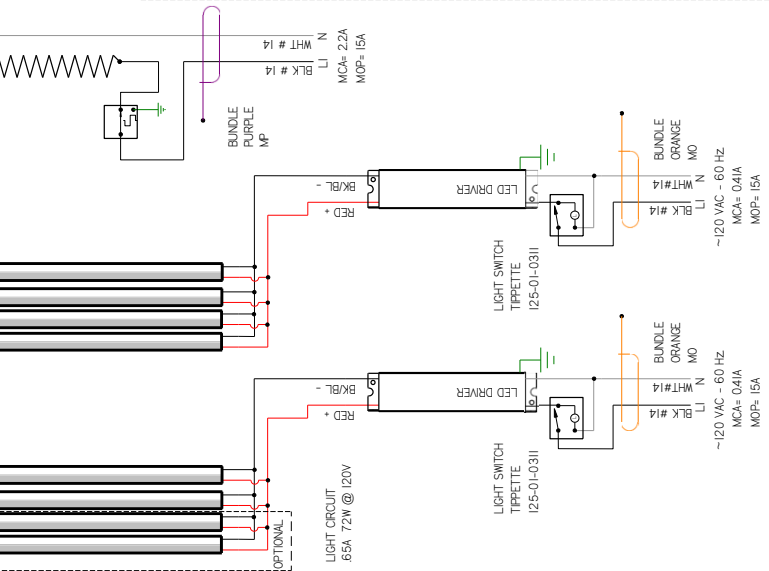 WHT # 14
N
BLK # 14
L1
MCA= 2.2A
MOP= 15A
BUNDLE
PURPLE
MP
BK/BL -
RED +
LED DRIVER
LIGHT SWITCH
TIPPETTE
125-01-0311
BUNDLE
ORANGE
MO
WHT#14
N
BLK #14
L1
~120 VAC - 60 Hz
MCA= 0.41A
MOP= 15A
BK/BL -
RED +
LED DRIVER
LIGHT SWITCH
TIPPETTE
125-01-0311
BUNDLE
ORANGE
MO
WHT#14
N
BLK #14
L1
~120 VAC - 60 Hz
MCA= 0.41A
MOP= 15A
OPTIONAL
LIGHT CIRCUIT
.65A 72W @ 120V